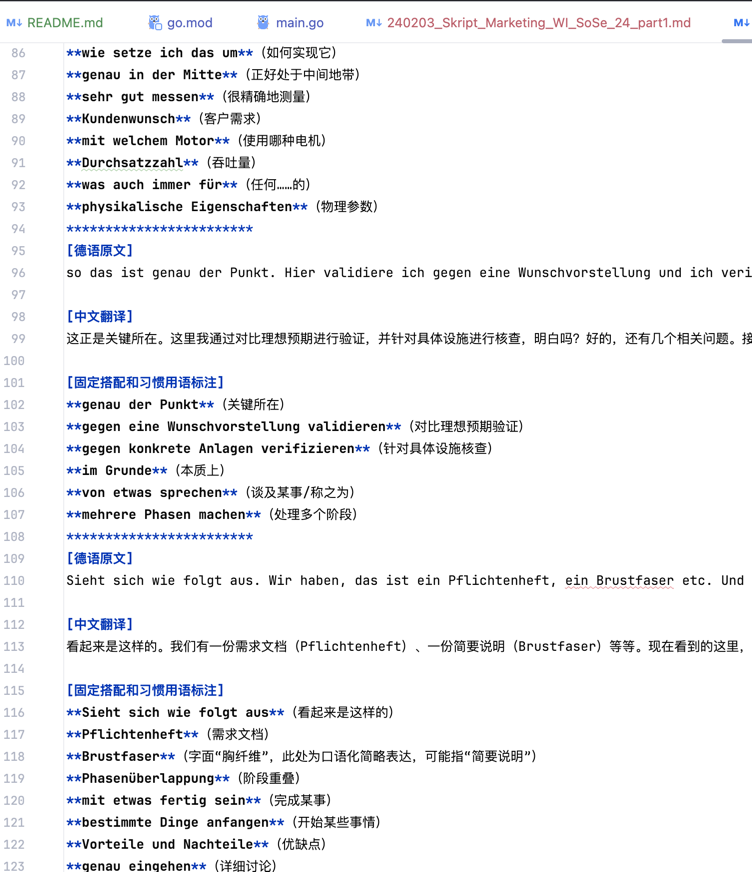 README.md go.mod main.go 240203_Skript_Marketing_WI_SoSe_24_part1.md
86 **wie setze ich das um** (如何实现它)
87 **genau in der Mitte** (正好处于中间地带)
88 **sehr gut messen** (很精确地测量)
89 **Kundenwunsch** (客户需求)
90 **mit welchem Motor** (使用哪种电机)
91 **Durchsatzzahl** (吞吐量)
92 **was auch immer für** (任何……的)
93 **physikalische Eigenschaften** (物理参数)
94 ************************
95 [德语原文]
96 so das ist genau der Punkt. Hier validiere ich gegen eine Wunschvorstellung und ich veri
97
98 [中文翻译]
99 这正是关键所在。这里我通过对比理想预期进行验证，并针对具体设施进行核查，明白吗？好的，还有几个相关问题。接
100
101 [固定搭配和习惯用语标注]
102 **genau der Punkt** (关键所在)
103 **gegen eine Wunschvorstellung validieren** (对比理想预期验证)
104 **gegen konkrete Anlagen verifizieren** (针对具体设施核查)
105 **im Grunde** (本质上)
106 **von etwas sprechen** (谈及某事/称之为)
107 **mehrere Phasen machen** (处理多个阶段)
108 ************************
109 [德语原文]
110 Sieht sich wie folgt aus. Wir haben, das ist ein Pflichtenheft, ein Brustfaser etc. Und
111
112 [中文翻译]
113 看起来是这样的。我们有一份需求文档（Pflichtenheft）、一份简要说明（Brustfaser）等等。现在看到的这里，
114
115 [固定搭配和习惯用语标注]
116 **Sieht sich wie folgt aus** (看起来是这样的)
117 **Pflichtenheft** (需求文档)
118 **Brustfaser** (字面“胸纤维”，此处为口语化简略表达，可能指“简要说明”)
119 **Phasenüberlappung** (阶段重叠)
120 **mit etwas fertig sein** (完成某事)
121 **bestimmte Dinge anfangen** (开始某些事情)
122 **Vorteile und Nachteile** (优缺点)
123 **genau eingehen** (详细讨论)